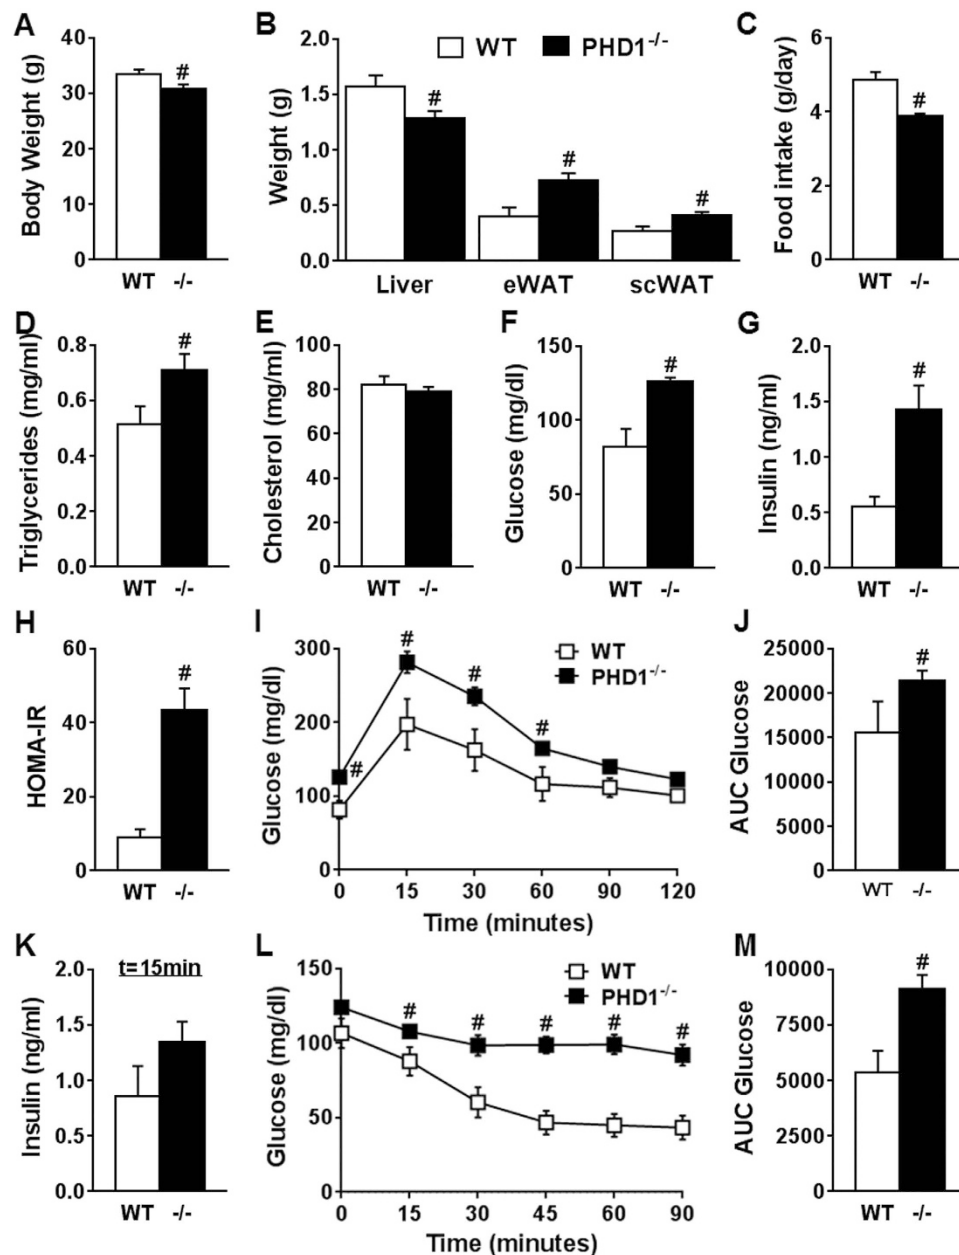 A
Body Weight (g)
40
30
20
10
0
WT -/-
#
B
Weight (g)
2.0
1.5
1.0
0.5
0.0
WT PHD1-/-
# # #
Liver eWAT scWAT
C
Food intake (g/day)
6
4
2
0
#
WT -/-
D
Triglycerides (mg/ml)
0.8
0.6
0.4
0.2
0.0
#
WT -/-
E
Cholesterol (mg/ml)
100
80
60
40
20
0
WT -/-
F
Glucose (mg/dl)
150
100
50
0
#
WT -/-
G
Insulin (ng/ml)
2.0
1.5
1.0
0.5
0.0
#
WT -/-
H
HOMA-IR
60
40
20
0
#
WT -/-
I
Glucose (mg/dl)
300
200
100
0
WT
PHD1-/-
# # # #
0 15 30 60 90 120
Time (minutes)
J
AUC Glucose
25000
20000
15000
10000
5000
0
#
WT -/-
K
Insulin (ng/ml)
t=15min
2.0
1.5
1.0
0.5
0.0
WT -/-
L
Glucose (mg/dl)
150
100
50
0
WT
PHD1-/-
# # # # #
0 15 30 45 60 90
Time (minutes)
M
AUC Glucose
10000
7500
5000
2500
0
#
WT -/-